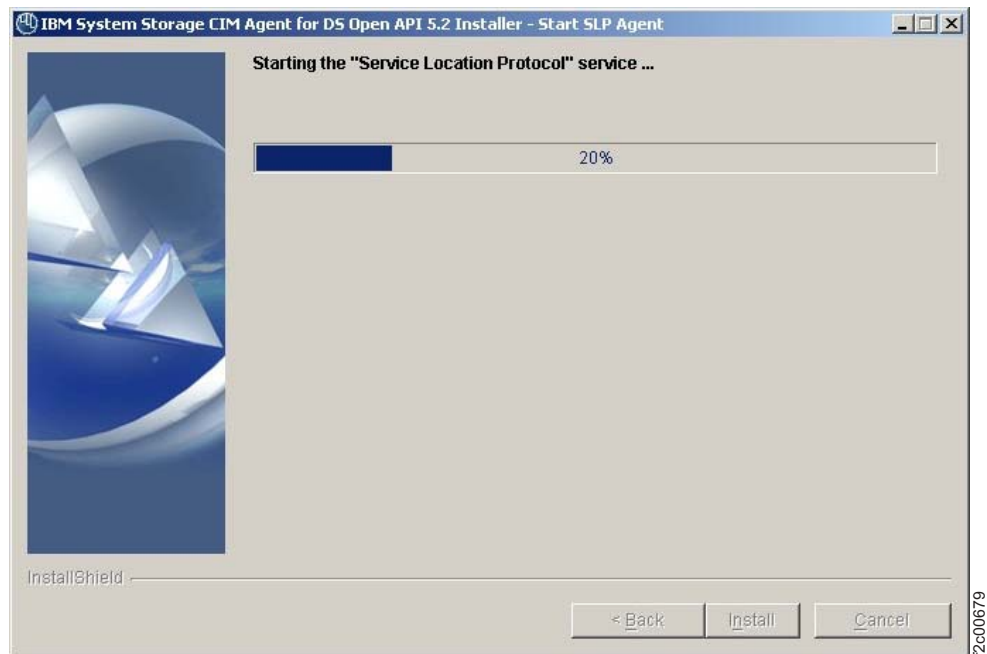 IBM System Storage CIM Agent for DS Open API 5.2 Installer - Start SLP Agent
Starting the "Service Location Protocol" service ...
20%
InstallShield
< Back
Install
Cancel
f2c00679